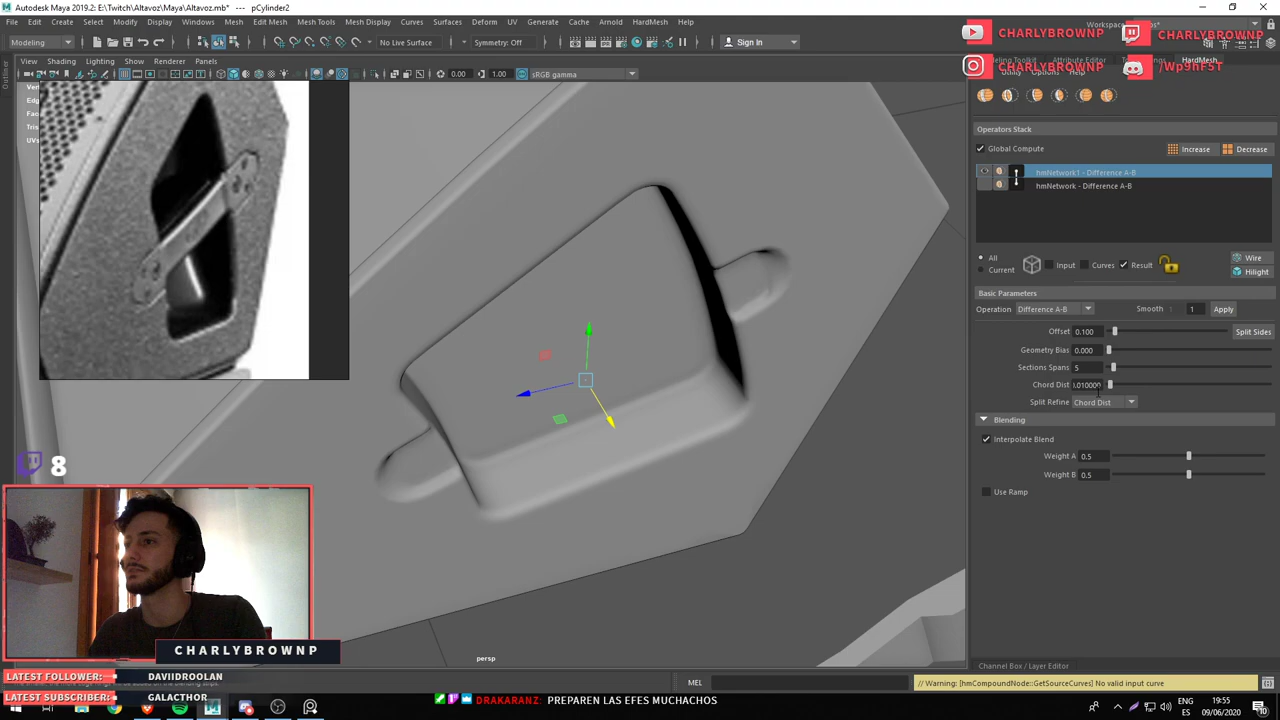 Autodesk Maya 2019.2: E:\Twitch\Altavoz\Maya\Altavoz.mb*  ---  pCylinder2
File Edit Create Select Modify Display Windows Mesh Edit Mesh Mesh Tools Mesh Display Curves Surfaces Deform UV Generate Cache Arnold HardMesh Help
Modeling No Live Surface Symmetry: Off Sign In
CHARLYBROWNP CHARLYBROWNP
CHARLYBROWNP /Wp9hF5T
HardMesh
View Shading Lighting Show Renderer Panels
0.00 1.00 sRGB gamma
Outliner
Operators Stack
Global Compute Increase Decrease
hmNetwork1 - Difference A-B
hmNetwork - Difference A-B
All
Current
Input Curves Result
Wire
Hilight
Basic Parameters
Operation Difference A-B Smooth 1 Apply
Offset 0.100 Split Sides
Geometry Bias 0.000
Sections Spans 5
Chord Dist
Split Refine Chord Dist
Blending
Interpolate Blend
Weight A 0.5
Weight B 0.5
Use Ramp
8
CHARLYBROWNP
persp
Channel Box / Layer Editor
LATEST FOLLOWER: DAVIIDROOLAN
MEL // Warning: [hmCompoundNode::GetSourceCurves] No valid input curve
LATEST SUBSCRIBER: GALACTHOR
DRAKARANZ: PREPAREN LAS EFES MUCHACHOS
ENG
ES
19:55
09/06/2020